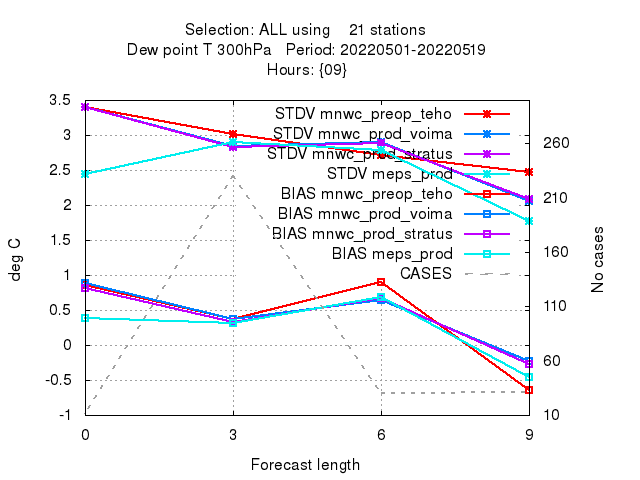 Selection: ALL using    21 stations
Dew point T 300hPa   Period: 20220501-20220519
Hours: {09}
STDV mnwc_preop_teho
STDV mnwc_prod_voima
STDV mnwc_prod_stratus
STDV meps_prod
BIAS mnwc_preop_teho
BIAS mnwc_prod_voima
BIAS mnwc_prod_stratus
BIAS meps_prod
CASES
3.5
3
2.5
2
1.5
1
0.5
0
-0.5
-1
deg C
260
210
160
110
60
10
No cases
0 3 6 9
Forecast length